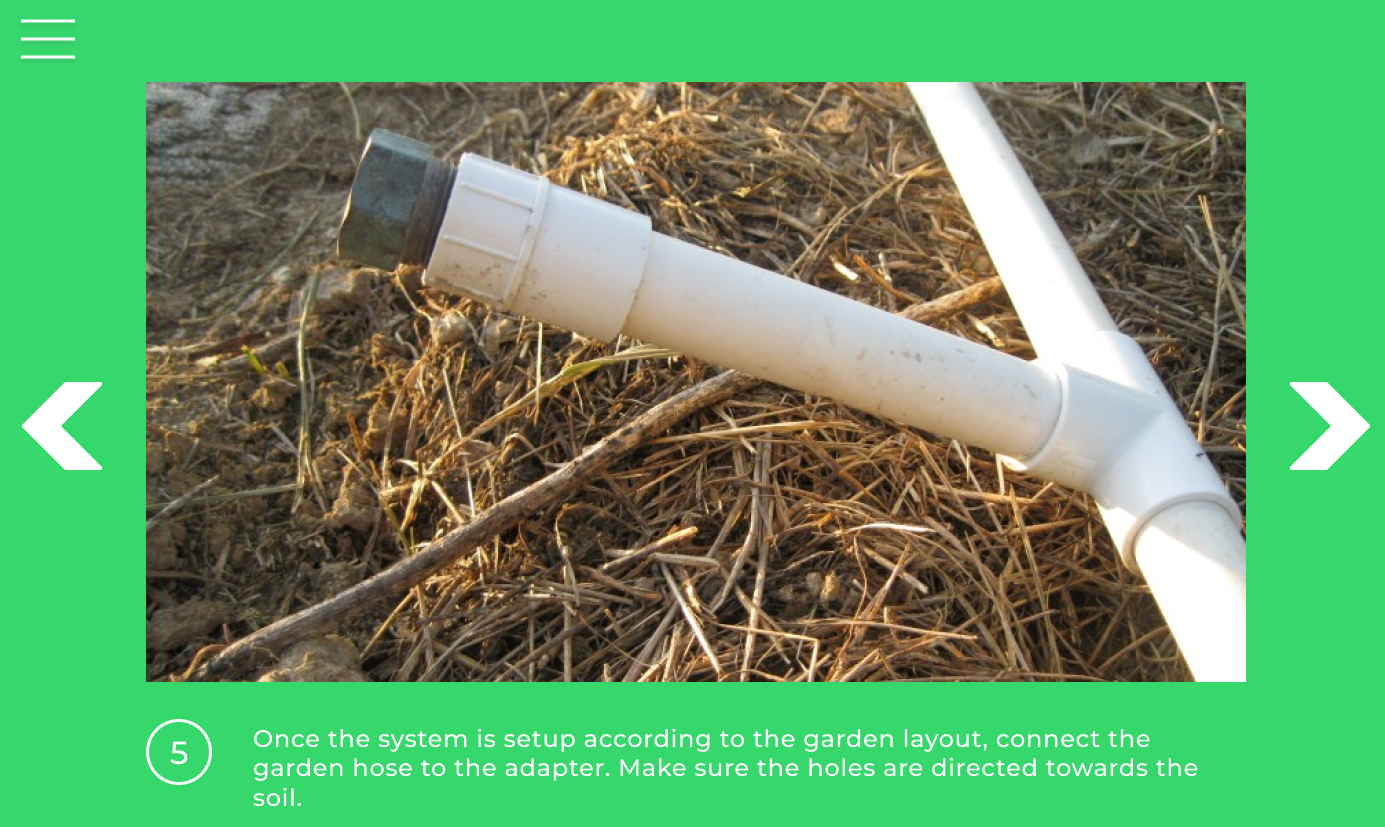 5
Once the system is setup according to the garden layout, connect the
garden hose to the adapter. Make sure the holes are directed towards the
soil.